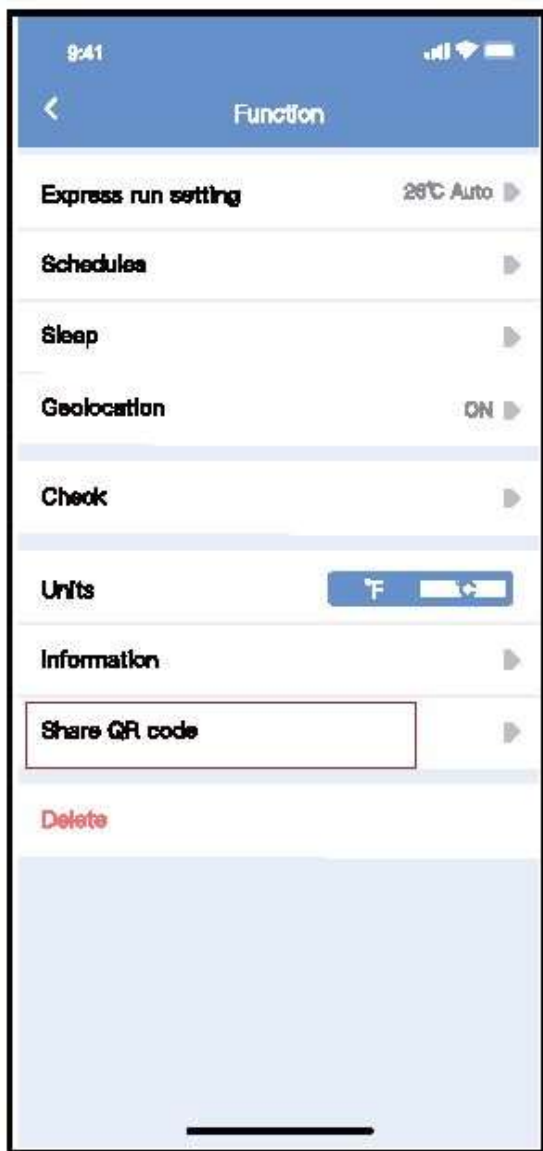 9:41
Function
Express run setting 26°C Auto
Schedules
Sleep
Geolocation ON
Check
Units °F °C
Information
Share QR code
Delete